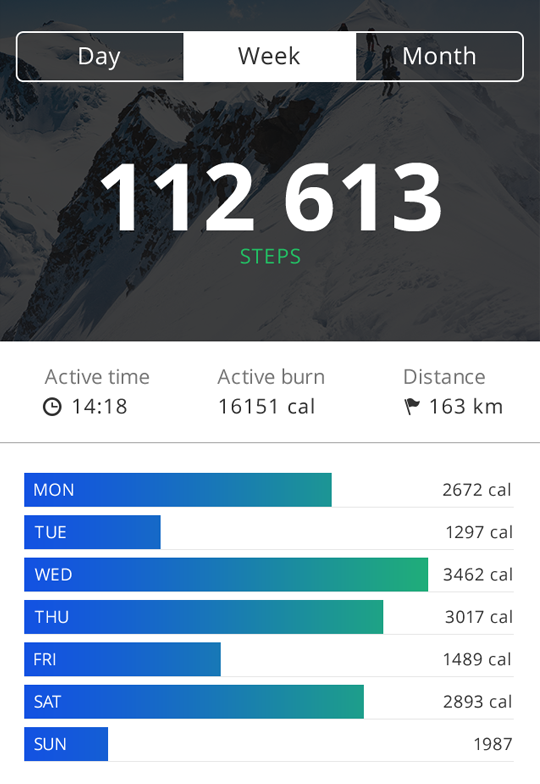 Day Week Month
112 613
STEPS
Active time Active burn Distance
14:18 16151 cal 163 km
MON 2672 cal
TUE 1297 cal
WED 3462 cal
THU 3017 cal
FRI 1489 cal
SAT 2893 cal
SUN 1987